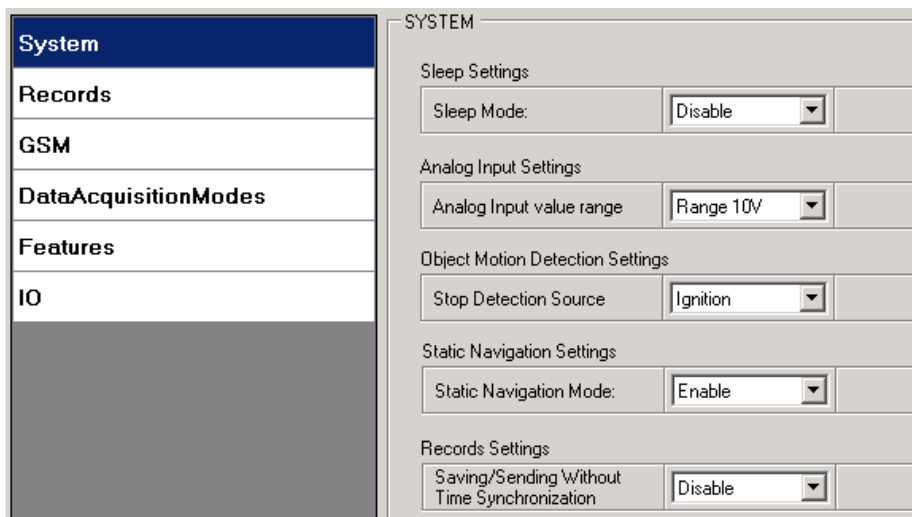 System
Records
GSM
DataAcquisitionModes
Features
IO
SYSTEM
Sleep Settings
Sleep Mode: Disable
Analog Input Settings
Analog Input value range Range 10V
Object Motion Detection Settings
Stop Detection Source Ignition
Static Navigation Settings
Static Navigation Mode: Enable
Records Settings
Saving/Sending Without
Time Synchronization Disable